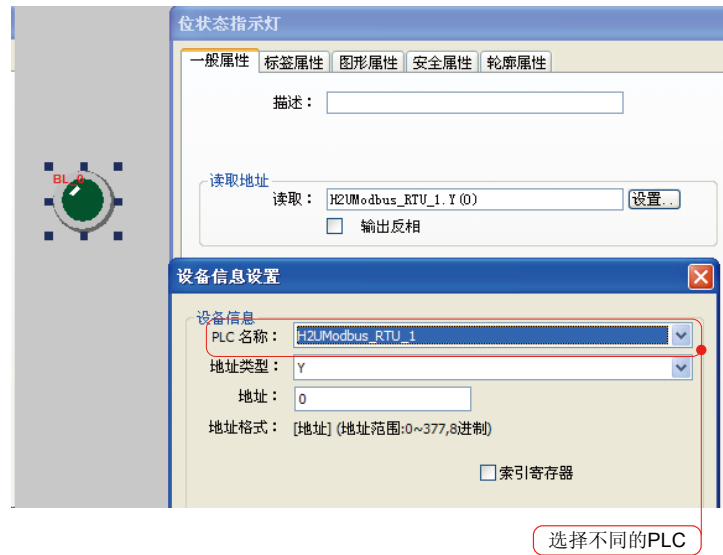 位状态指示灯
一般属性 标签属性 图形属性 安全属性 轮廓属性
描述：
BL_0
读取地址
读取： H2UModbus_RTU_1.Y(0) 设置..
输出反相
设备信息设置
设备信息
PLC 名称： H2UModbus_RTU_1
地址类型： Y
地址： 0
地址格式： [地址] (地址范围:0~377,8进制)
索引寄存器
选择不同的PLC